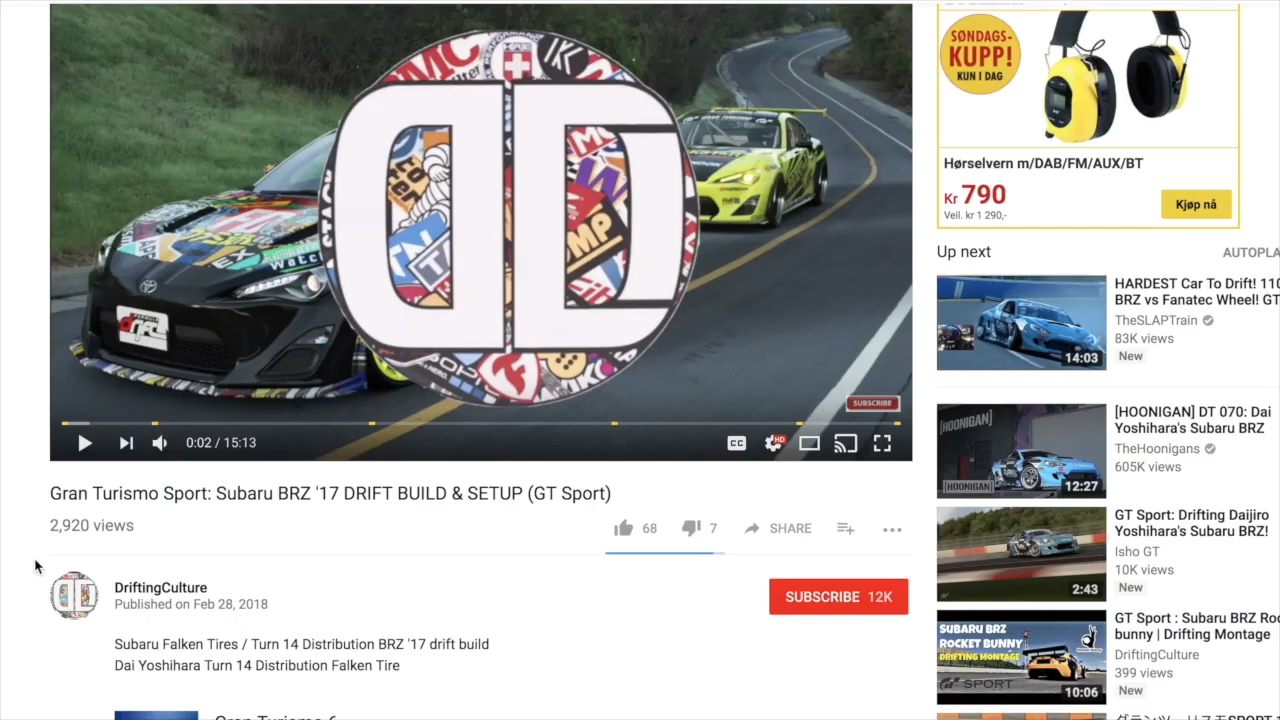 SUBSCRIBE
0:02 / 15:13
CC
HD
Gran Turismo Sport: Subaru BRZ '17 DRIFT BUILD & SETUP (GT Sport)
2,920 views
68
7
SHARE
DriftingCulture
Published on Feb 28, 2018
SUBSCRIBE 12K
Subaru Falken Tires / Turn 14 Distribution BRZ '17 drift build
Dai Yoshihara Turn 14 Distribution Falken Tire
SØNDAGS-
KUPP!
KUN I DAG
Hørselvern m/DAB/FM/AUX/BT
Kr 790
Veil. kr 1 290,-
Kjøp nå
Up next
AUTOPLA
HARDEST Car To Drift! 110
BRZ vs Fanatec Wheel! GT
TheSLAPTrain
83K views
New
14:03
[HOONIGAN] DT 070: Dai
Yoshihara's Subaru BRZ
TheHoonigans
605K views
[HOONIGAN]
[HOONIGAN]
12:27
GT Sport: Drifting Daijiro
Yoshihara's Subaru BRZ!
Isho GT
10K views
New
2:43
GT Sport : Subaru BRZ Roc
bunny | Drifting Montage
DriftingCulture
399 views
New
SUBARU BRZ
ROCKET BUNNY
DRIFTING MONTAGE
GT SPORT
10:06